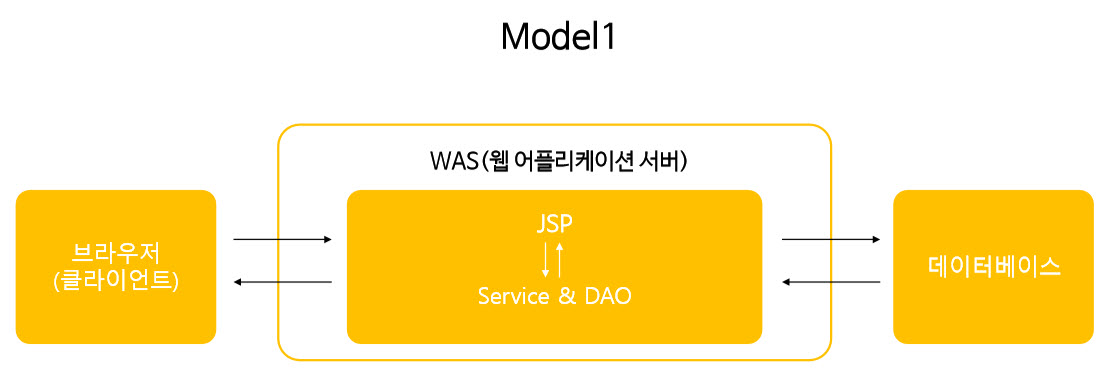 Model1
WAS(웹 어플리케이션 서버)
브라우저
(클라이언트)
JSP
Service & DAO
데이터베이스